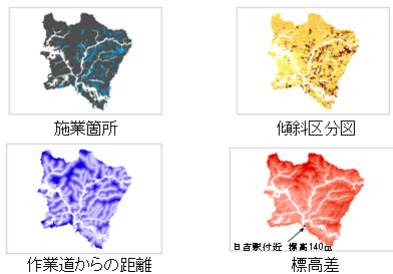 施業箇所
傾斜区分図
作業道からの距離
日吉駅付近 標高140m
標高差